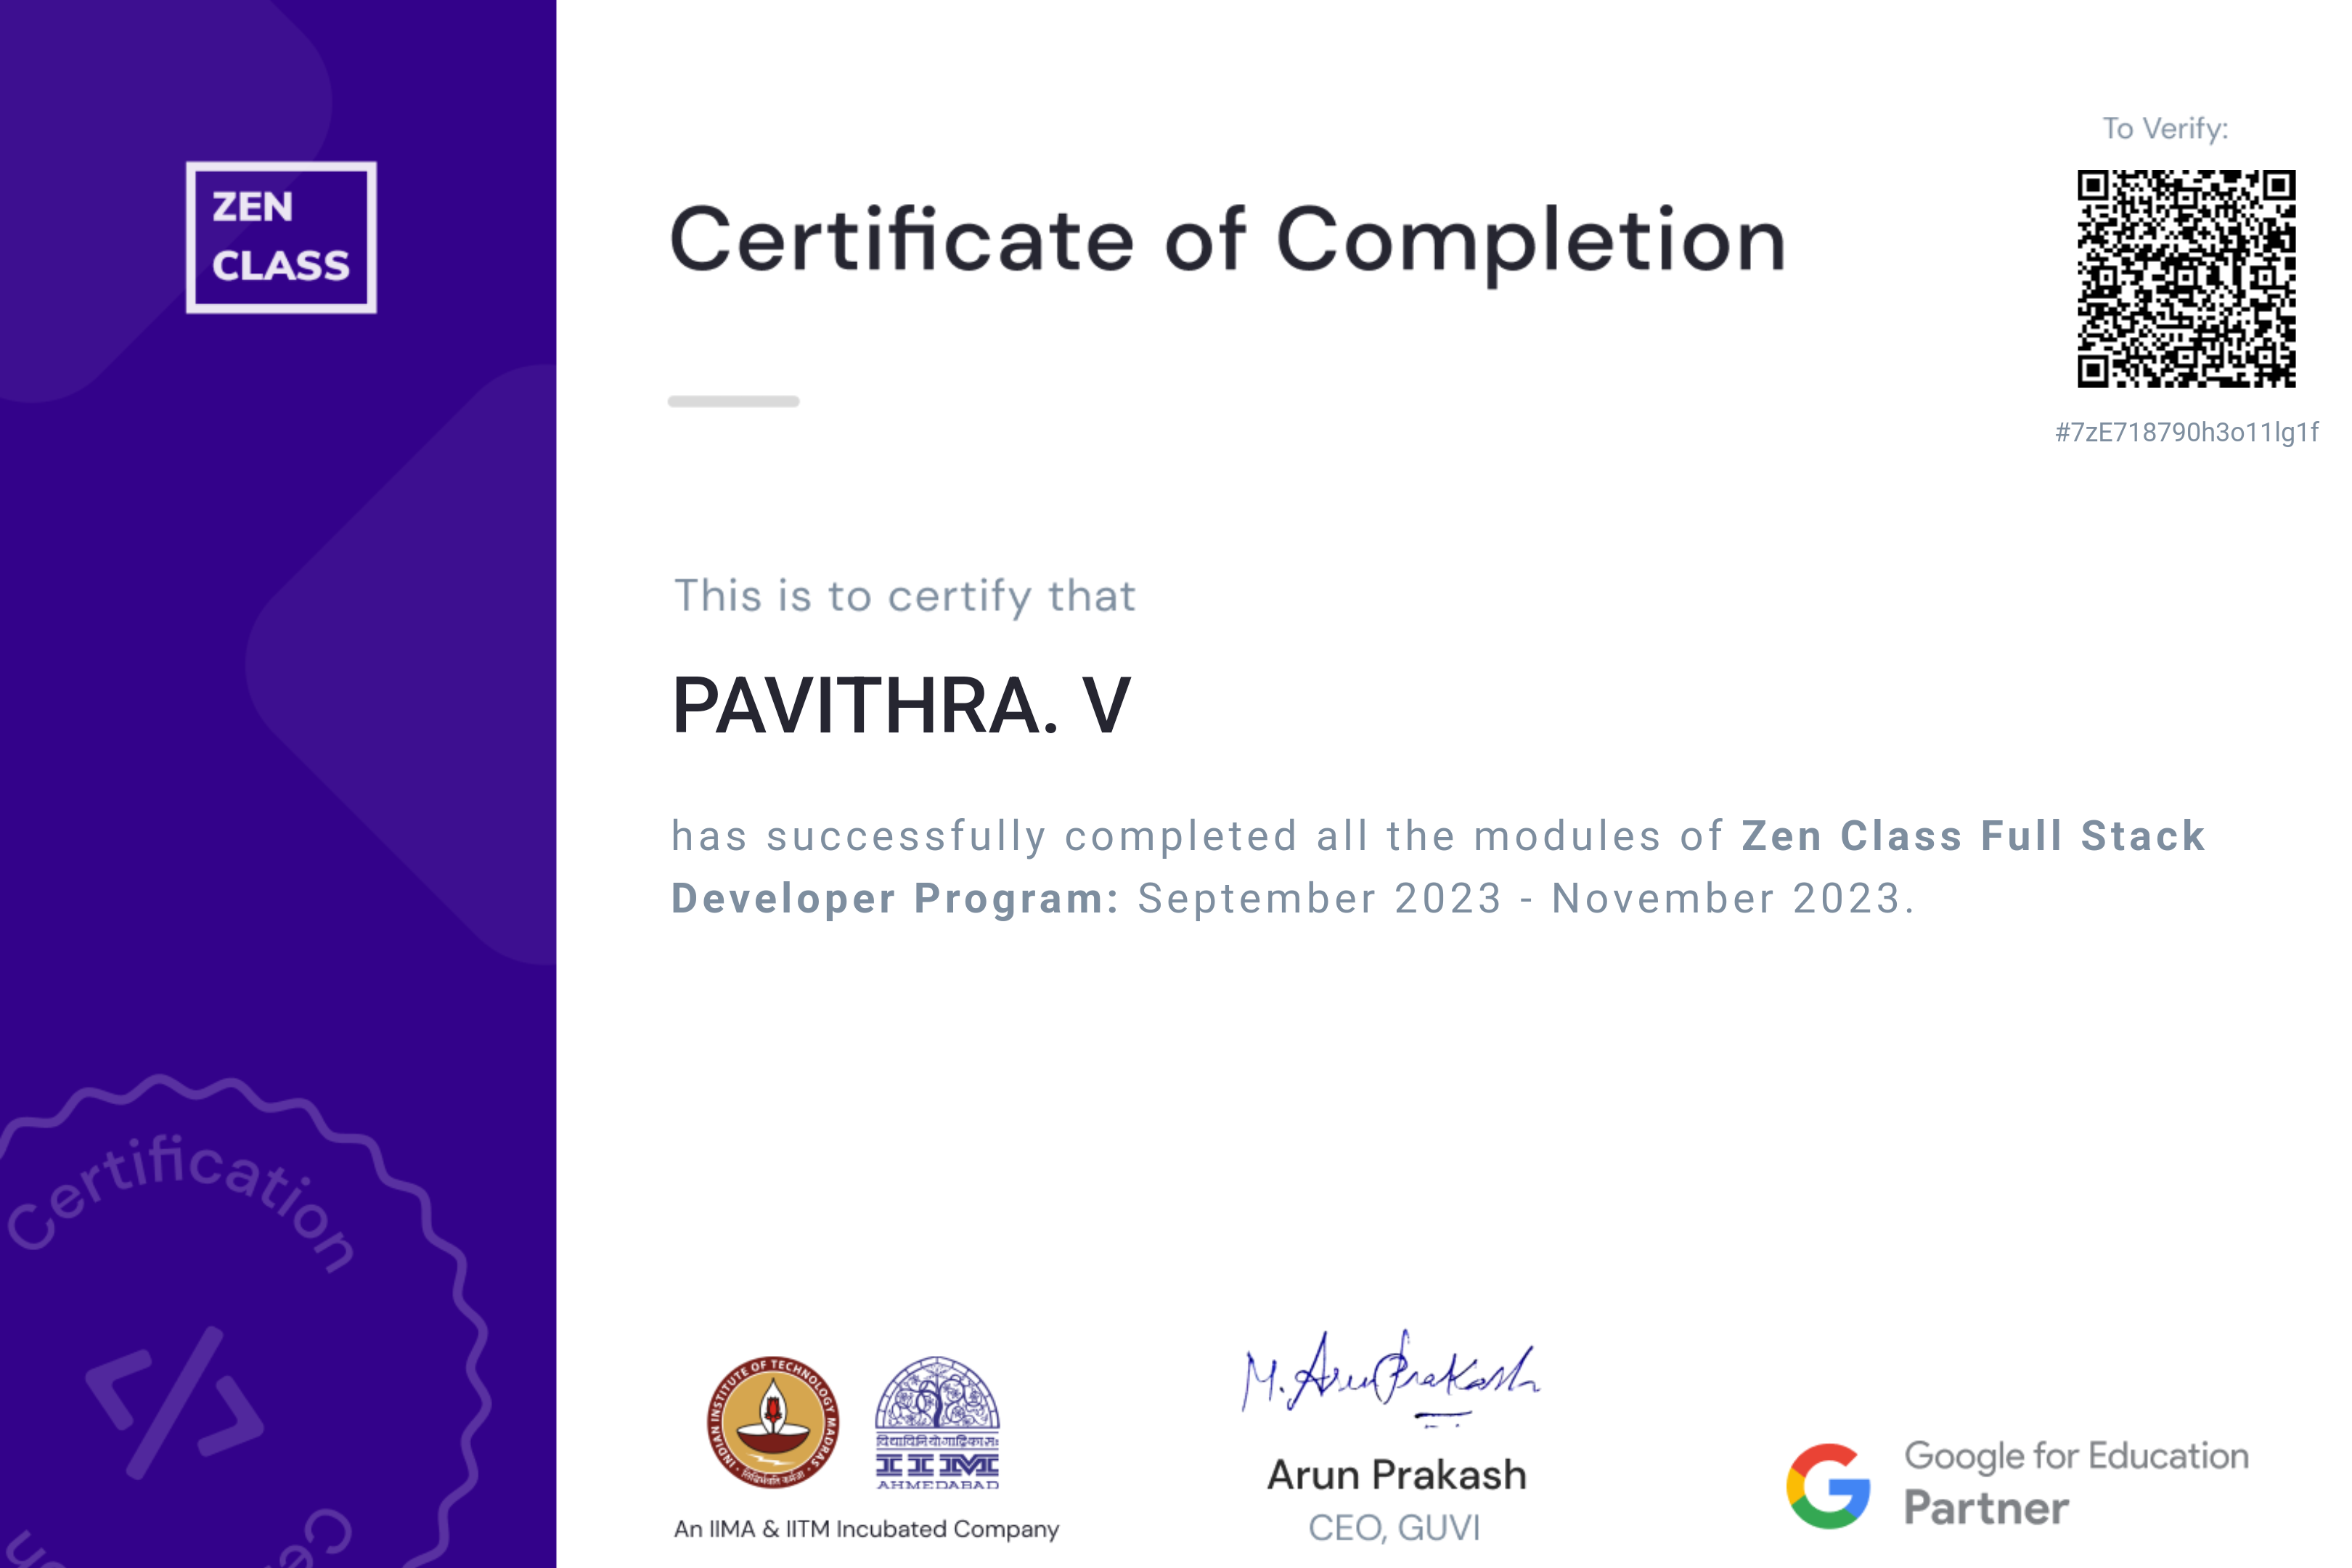 ZEN
CLASS
Certificate of Completion
To Verify:
#7zE718790h3o11lg1f
This is to certify that
PAVITHRA. V
has successfully completed all the modules of Zen Class Full Stack
Developer Program: September 2023 - November 2023.
Certification
INDIAN INSTITUTE OF TECHNOLOGY MADRAS
IIM
AHMEDABAD
An IIMA & IITM Incubated Company
M. Arun Prakash
Arun Prakash
CEO, GUVI
Google for Education
Partner